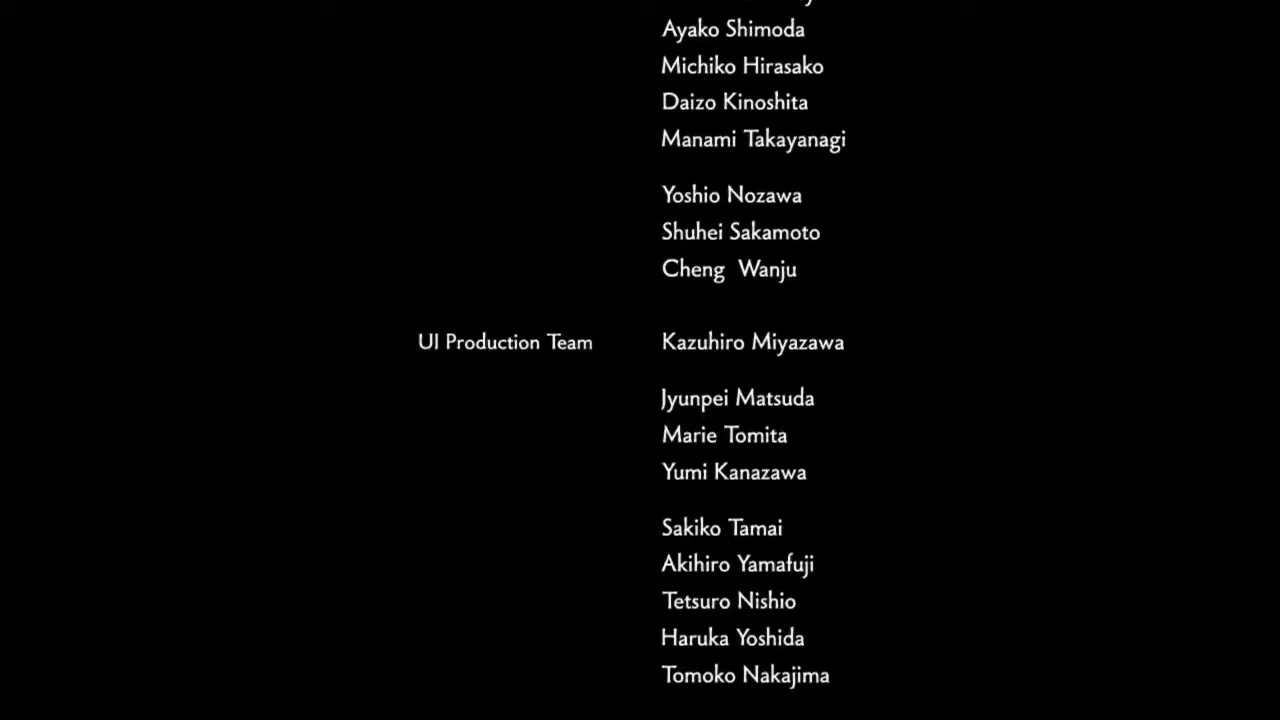 Ayako Shimoda
Michiko Hirasako
Daizo Kinoshita
Manami Takayanagi
Yoshio Nozawa
Shuhei Sakamoto
Cheng Wanju
UI Production Team Kazuhiro Miyazawa
Jyunpei Matsuda
Marie Tomita
Yumi Kanazawa
Sakiko Tamai
Akihiro Yamafuji
Tetsuro Nishio
Haruka Yoshida
Tomoko Nakajima